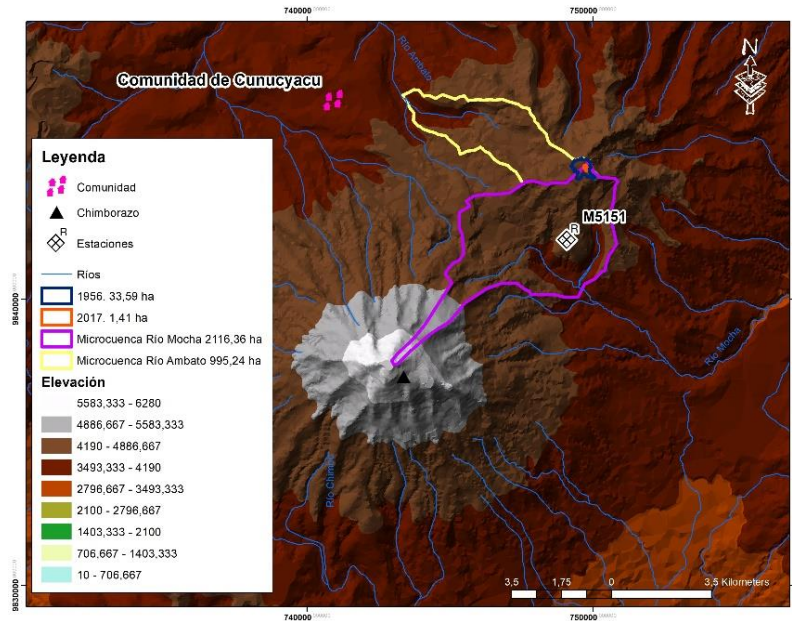 740000
750000
Río Ambato
N
Comunidad de Cunucyacu
Leyenda
Comunidad
Chimborazo
R
Estaciones
Ríos
1956. 33,59 ha
2017. 1,41 ha
Microcuenca Río Mocha 2116,36 ha
Microcuenca Río Ambato 995,24 ha
Elevación
5583,333 - 6280
4886,667 - 5583,333
4190 - 4886,667
3493,333 - 4190
2796,667 - 3493,333
2100 - 2796,667
1403,333 - 2100
706,667 - 1403,333
10 - 706,667
M5151
R
9840000
Río Mocha
9830000
3,5 1,75 0 3,5 Kilometers
740000
750000